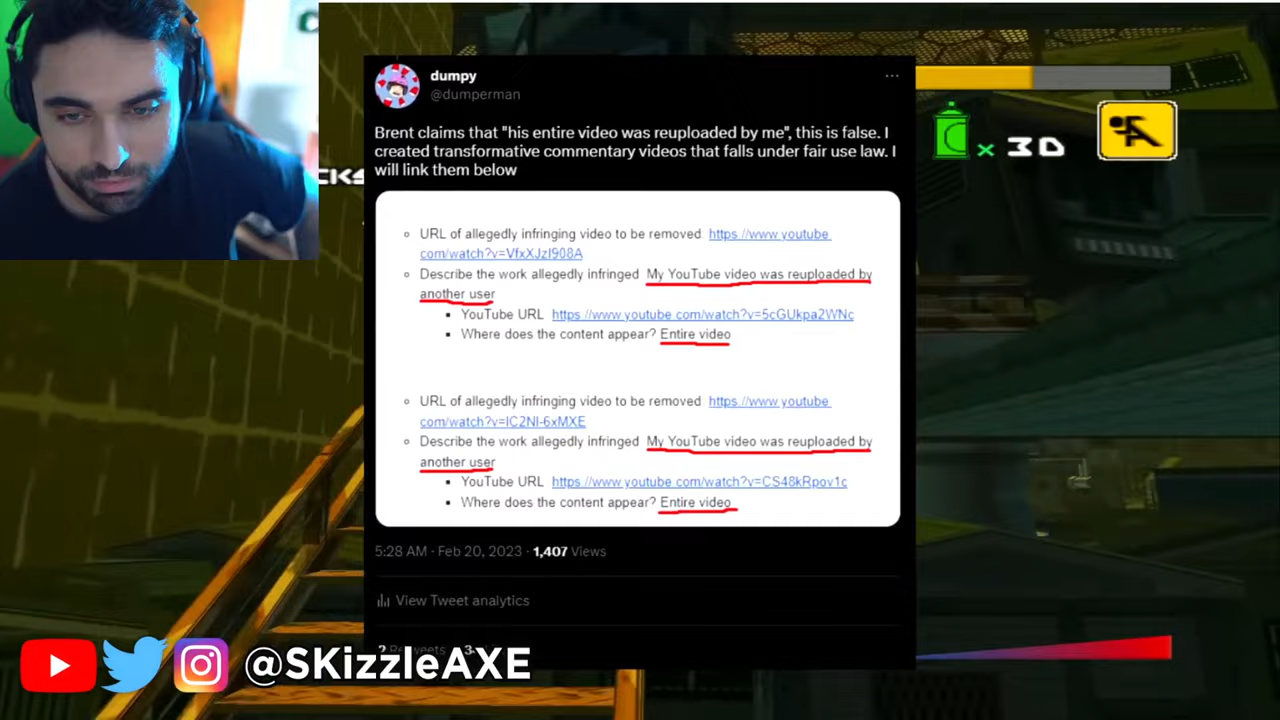 dumpy
@dumperman
Brent claims that "his entire video was reuploaded by me", this is false. I
created transformative commentary videos that falls under fair use law. I
will link them below
× 30
URL of allegedly infringing video to be removed https://www.youtube.
com/watch?v=VfxXJzI908A
Describe the work allegedly infringed My YouTube video was reuploaded by
another user
YouTube URL https://www.youtube.com/watch?v=5cGUkpa2WNc
Where does the content appear? Entire video
URL of allegedly infringing video to be removed https://www.youtube.
com/watch?v=IC2NI-6xMXE
Describe the work allegedly infringed My YouTube video was reuploaded by
another user
YouTube URL https://www.youtube.com/watch?v=CS48kRpov1c
Where does the content appear? Entire video
5:28 AM · Feb 20, 2023 · 1,407 Views
View Tweet analytics
2 Retweets
@SKizzleAXE